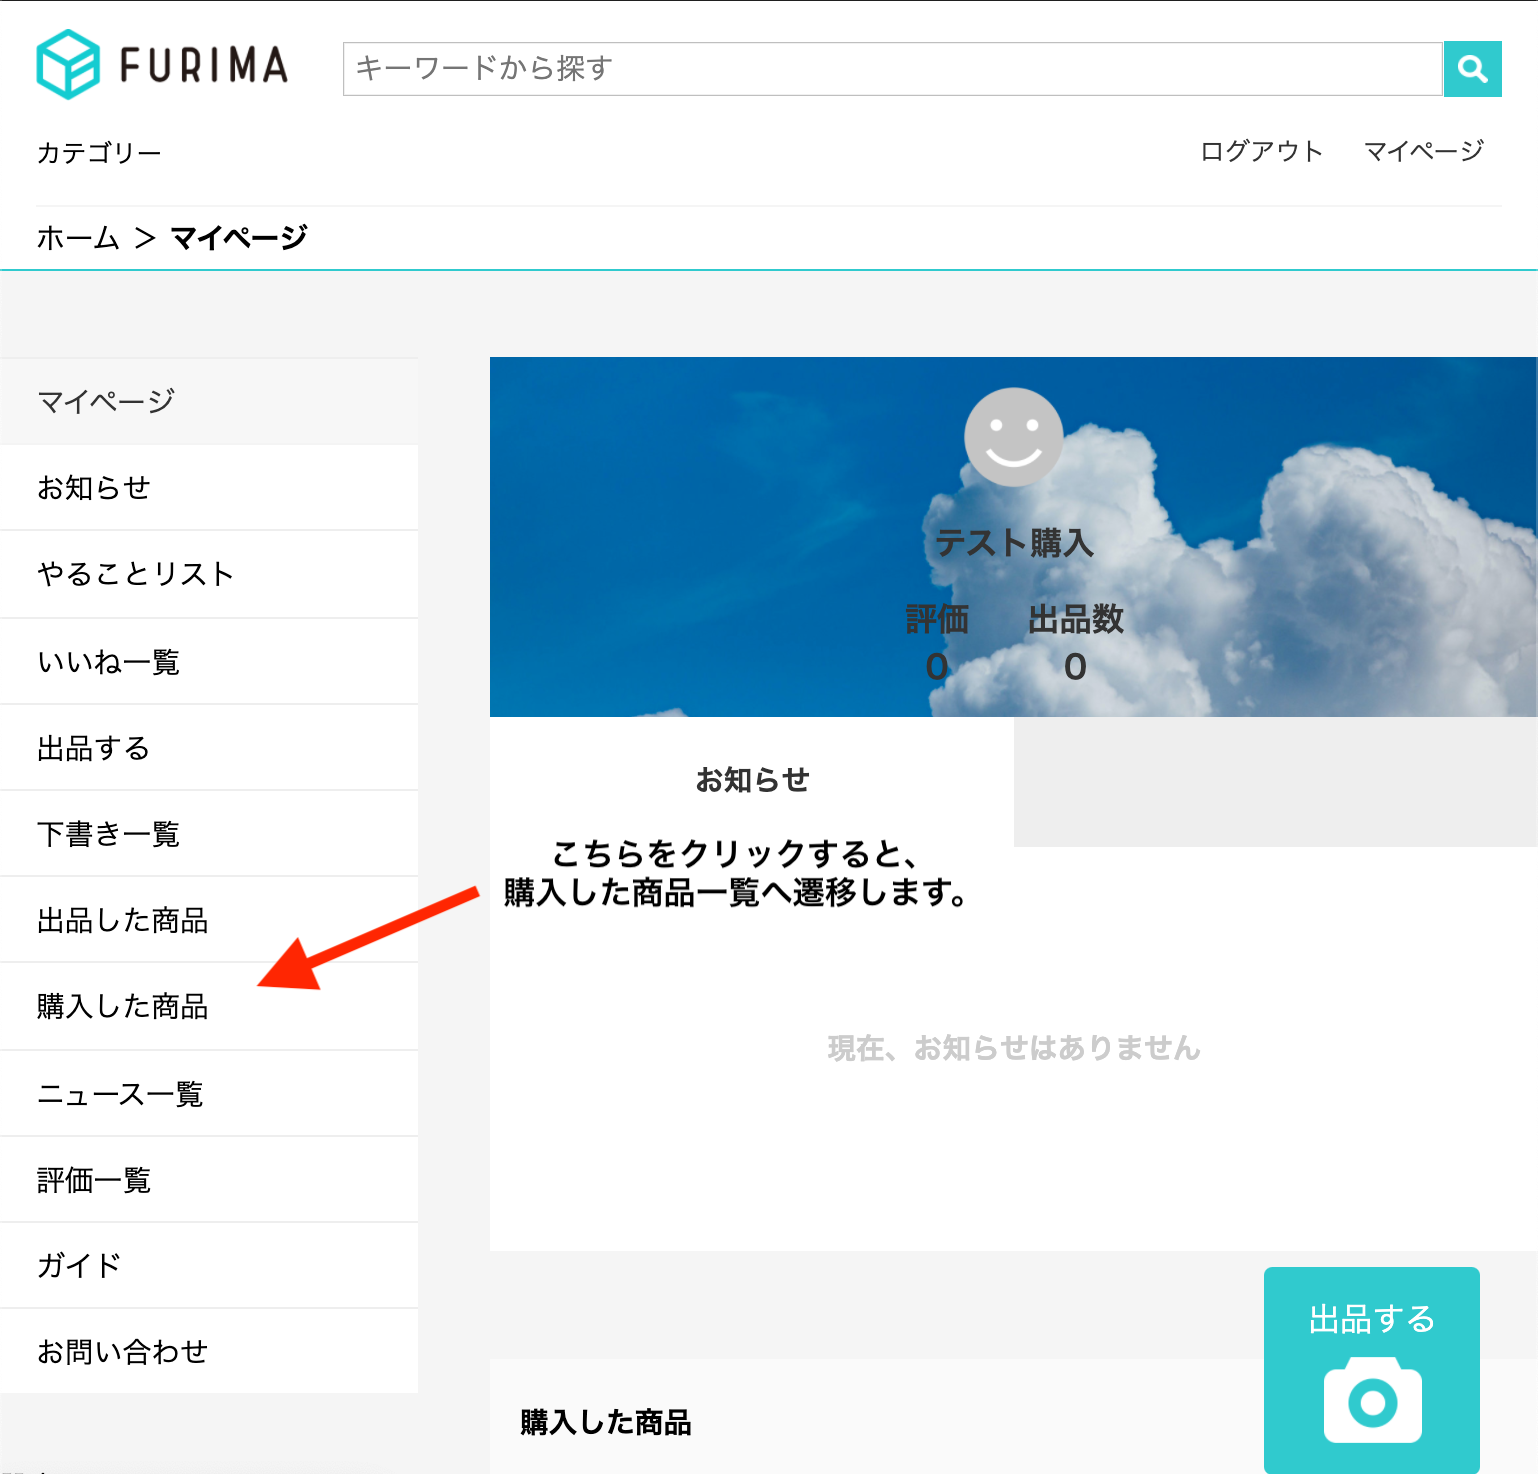 FURIMA
キーワードから探す
カテゴリー
ログアウト マイページ
ホーム ＞ マイページ
マイページ
お知らせ
やることリスト
いいね一覧
出品する
下書き一覧
出品した商品
購入した商品
ニュース一覧
評価一覧
ガイド
お問い合わせ
テスト購入
評価 出品数
0 0
お知らせ
こちらをクリックすると、
購入した商品一覧へ遷移します。
現在、お知らせはありません
出品する
購入した商品